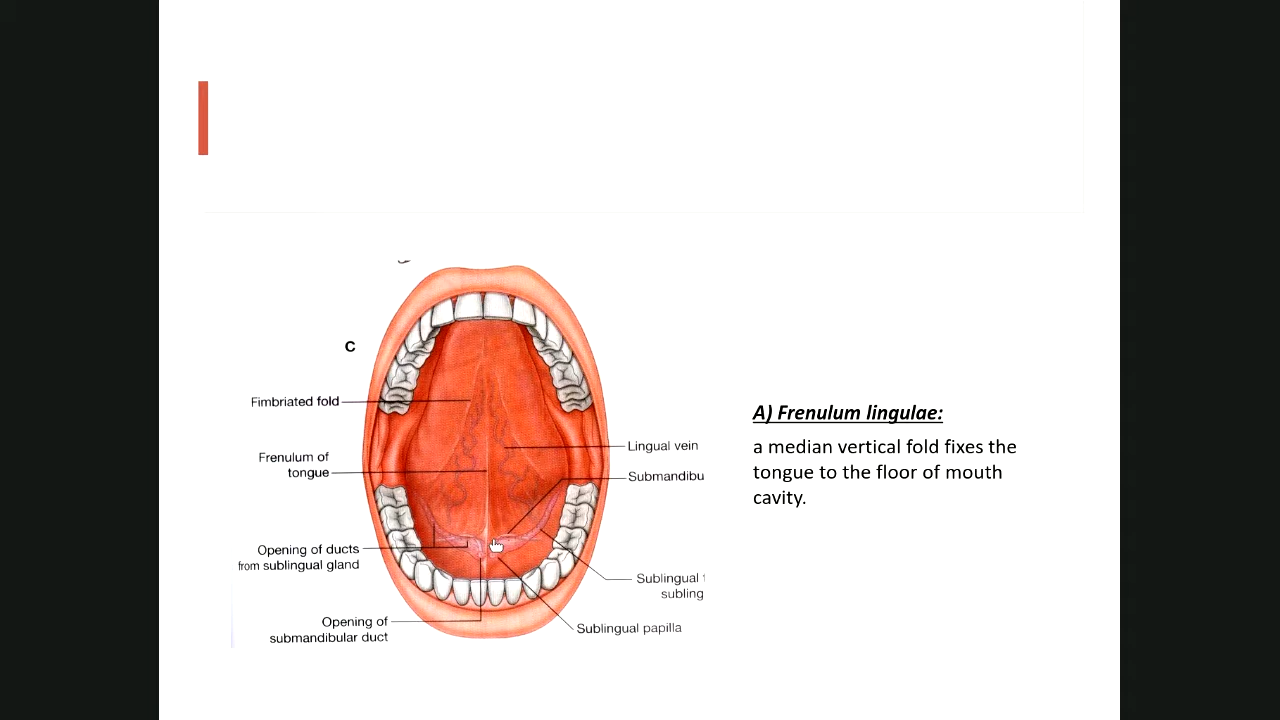 C
Fimbriated fold
Frenulum of
tongue
Opening of ducts
from sublingual gland
Opening of
submandibular duct
Lingual vein
Submandibu
Sublingual f
subling
Sublingual papilla
A) Frenulum lingulae:
a median vertical fold fixes the
tongue to the floor of mouth
cavity.